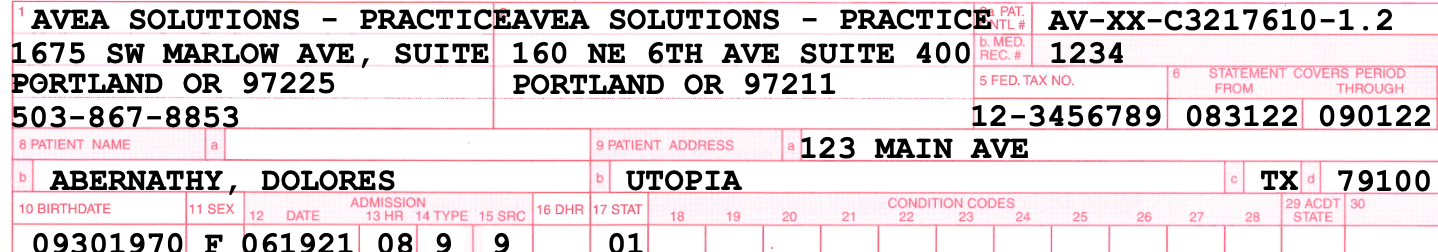 1 AVEA SOLUTIONS - PRACTICE AVEA SOLUTIONS - PRACTICE PAT. CNTL # AV-XX-C3217610-1.2
1675 SW MARLOW AVE, SUITE 160 NE 6TH AVE SUITE 400 b. MED. REC. # 1234
PORTLAND OR 97225 PORTLAND OR 97211 5 FED. TAX NO. 6 STATEMENT COVERS PERIOD FROM THROUGH
503-867-8853 12-3456789 083122 090122
8 PATIENT NAME a 9 PATIENT ADDRESS a 123 MAIN AVE
b ABERNATHY, DOLORES b UTOPIA c TX d 79100
10 BIRTHDATE 11 SEX ADMISSION 12 DATE 13 HR 14 TYPE 15 SRC 16 DHR 17 STAT CONDITION CODES 18 19 20 21 22 23 24 25 26 27 28 29 ACDT STATE 30
09301970 F 061921 08 9 9 01